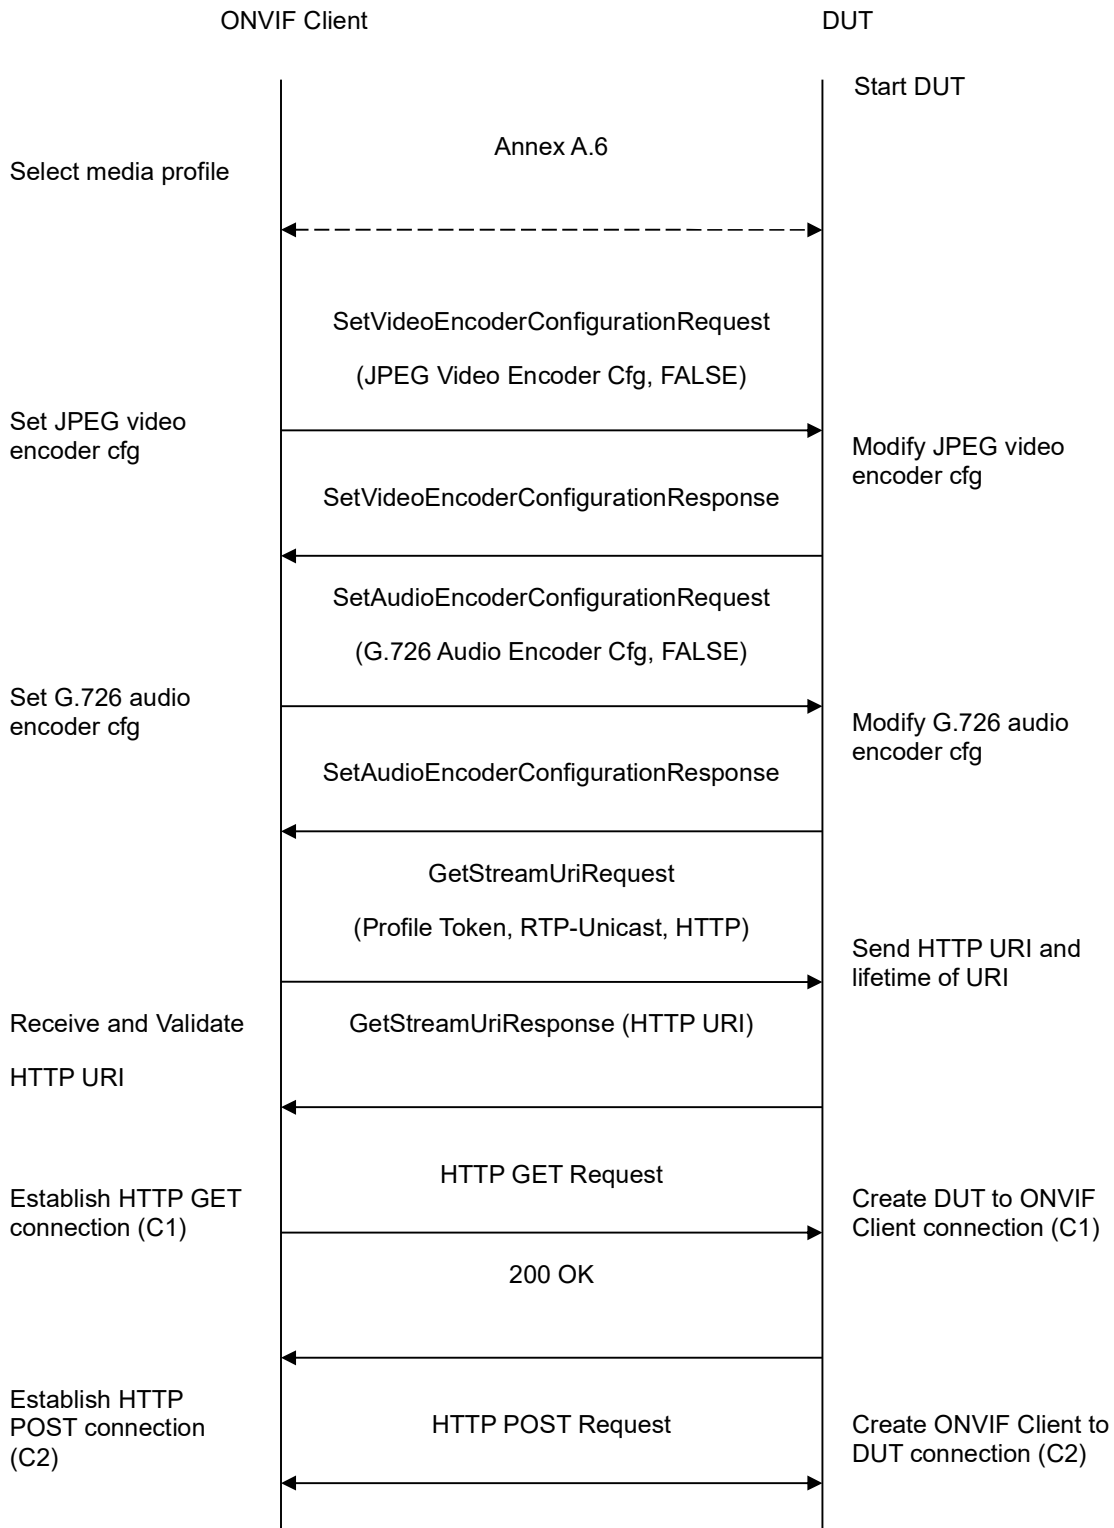 ONVIF Client
DUT
Start DUT
Annex A.6
Select media profile
SetVideoEncoderConfigurationRequest
(JPEG Video Encoder Cfg, FALSE)
Set JPEG video
encoder cfg
Modify JPEG video
encoder cfg
SetVideoEncoderConfigurationResponse
SetAudioEncoderConfigurationRequest
(G.726 Audio Encoder Cfg, FALSE)
Set G.726 audio
encoder cfg
Modify G.726 audio
encoder cfg
SetAudioEncoderConfigurationResponse
GetStreamUriRequest
(Profile Token, RTP-Unicast, HTTP)
Send HTTP URI and
lifetime of URI
Receive and Validate
HTTP URI
GetStreamUriResponse (HTTP URI)
HTTP GET Request
Establish HTTP GET
connection (C1)
Create DUT to ONVIF
Client connection (C1)
200 OK
Establish HTTP
POST connection
(C2)
HTTP POST Request
Create ONVIF Client to
DUT connection (C2)